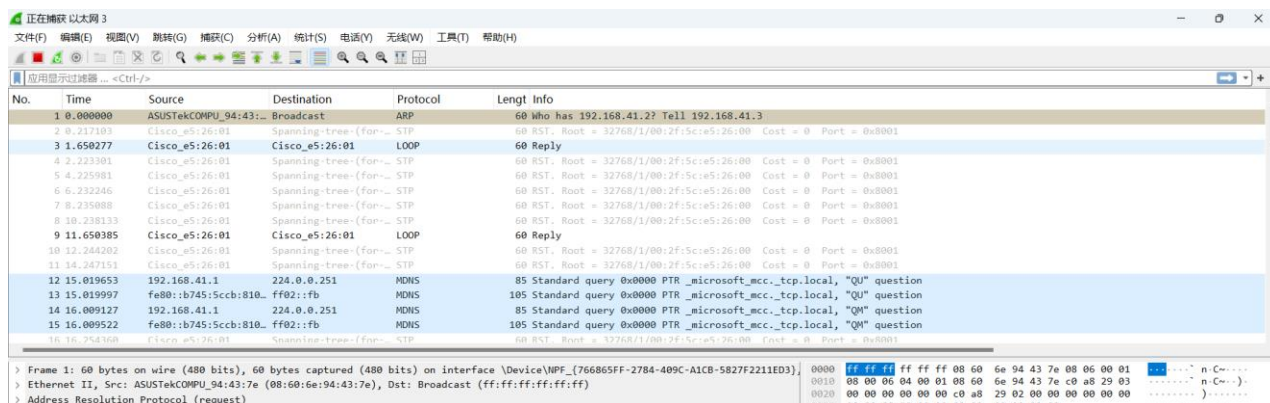 正在捕获 以太网 3
文件(F) 编辑(E) 视图(V) 跳转(G) 捕获(C) 分析(A) 统计(S) 电话(Y) 无线(W) 工具(T) 帮助(H)
应用显示过滤器 … <Ctrl-/>
No. Time Source Destination Protocol Lengt Info
1 0.000000 ASUSTekCOMPU_94:43:… Broadcast ARP 60 Who has 192.168.41.2? Tell 192.168.41.3
2 0.217103 Cisco_e5:26:01 Spanning-tree-(for-… STP 60 RST. Root = 32768/1/00:2f:5c:e5:26:00 Cost = 0 Port = 0x8001
3 1.650277 Cisco_e5:26:01 Cisco_e5:26:01 LOOP 60 Reply
4 2.223301 Cisco_e5:26:01 Spanning-tree-(for-… STP 60 RST. Root = 32768/1/00:2f:5c:e5:26:00 Cost = 0 Port = 0x8001
5 4.225981 Cisco_e5:26:01 Spanning-tree-(for-… STP 60 RST. Root = 32768/1/00:2f:5c:e5:26:00 Cost = 0 Port = 0x8001
6 6.232246 Cisco_e5:26:01 Spanning-tree-(for-… STP 60 RST. Root = 32768/1/00:2f:5c:e5:26:00 Cost = 0 Port = 0x8001
7 8.235088 Cisco_e5:26:01 Spanning-tree-(for-… STP 60 RST. Root = 32768/1/00:2f:5c:e5:26:00 Cost = 0 Port = 0x8001
8 10.238133 Cisco_e5:26:01 Spanning-tree-(for-… STP 60 RST. Root = 32768/1/00:2f:5c:e5:26:00 Cost = 0 Port = 0x8001
9 11.650385 Cisco_e5:26:01 Cisco_e5:26:01 LOOP 60 Reply
10 12.244202 Cisco_e5:26:01 Spanning-tree-(for-… STP 60 RST. Root = 32768/1/00:2f:5c:e5:26:00 Cost = 0 Port = 0x8001
11 14.247151 Cisco_e5:26:01 Spanning-tree-(for-… STP 60 RST. Root = 32768/1/00:2f:5c:e5:26:00 Cost = 0 Port = 0x8001
12 15.019653 192.168.41.1 224.0.0.251 MDNS 85 Standard query 0x0000 PTR _microsoft_mcc._tcp.local, "QU" question
13 15.019997 fe80::b745:5ccb:810… ff02::fb MDNS 105 Standard query 0x0000 PTR _microsoft_mcc._tcp.local, "QU" question
14 16.009127 192.168.41.1 224.0.0.251 MDNS 85 Standard query 0x0000 PTR _microsoft_mcc._tcp.local, "QM" question
15 16.009522 fe80::b745:5ccb:810… ff02::fb MDNS 105 Standard query 0x0000 PTR _microsoft_mcc._tcp.local, "QM" question
16 16.254360 Cisco_e5:26:01 Spanning-tree-(for-… STP 60 RST. Root = 32768/1/00:2f:5c:e5:26:00 Cost = 0 Port = 0x8001
> Frame 1: 60 bytes on wire (480 bits), 60 bytes captured (480 bits) on interface \Device\NPF_{766865FF-2784-409C-A1CB-5827F2211ED3},
> Ethernet II, Src: ASUSTekCOMPU_94:43:7e (08:60:6e:94:43:7e), Dst: Broadcast (ff:ff:ff:ff:ff:ff)
> Address Resolution Protocol (request)
0000 ff ff ff ff ff ff 08 60 6e 94 43 7e 08 06 00 01 ·······` n·C~····
0010 08 00 06 04 00 01 08 60 6e 94 43 7e c0 a8 29 03 ·······` n·C~··)·
0020 00 00 00 00 00 00 c0 a8 29 02 00 00 00 00 00 00 ········ )·······